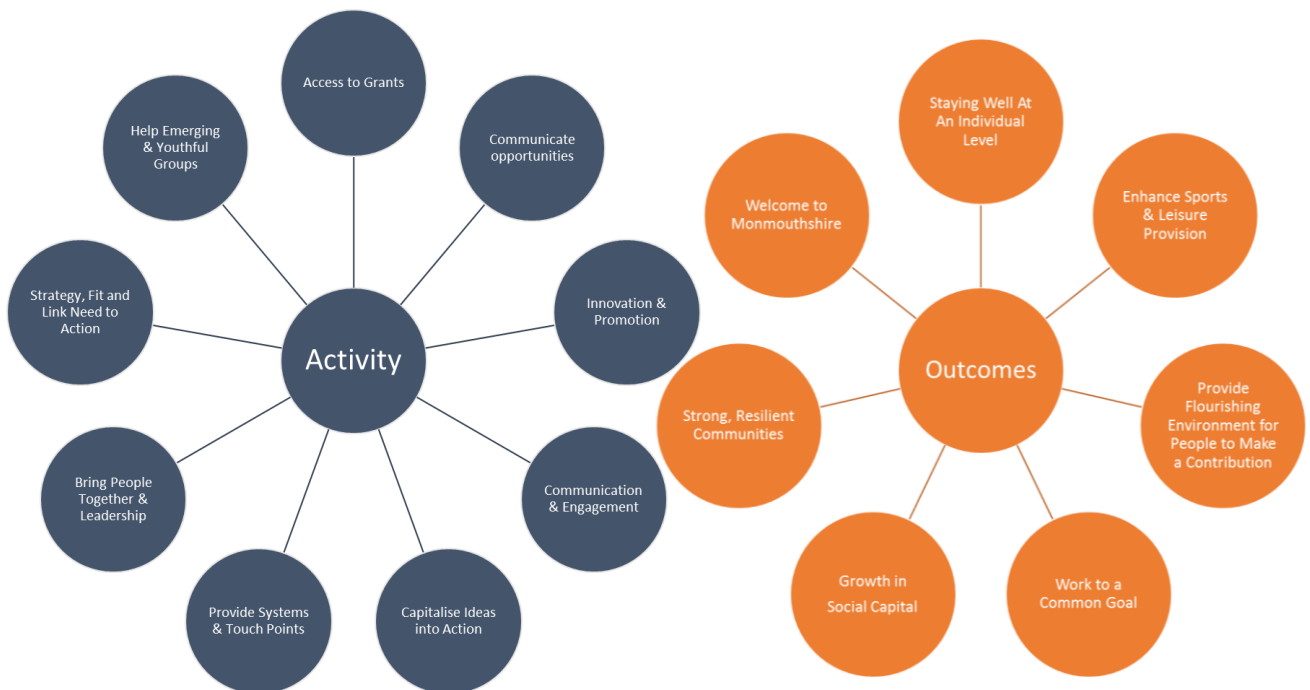 Activity
Access to Grants
Communicate
opportunities
Innovation &
Promotion
Communication
& Engagement
Capitalise Ideas
into Action
Provide Systems
& Touch Points
Bring People
Together &
Leadership
Strategy, Fit and
Link Need to
Action
Help Emerging
& Youthful
Groups
Outcomes
Staying Well At
An Individual
Level
Enhance Sports
& Leisure
Provision
Provide
Flourishing
Environment for
People to Make
a Contribution
Work to a
Common Goal
Growth in
Social Capital
Strong, Resilient
Communities
Welcome to
Monmouthshire